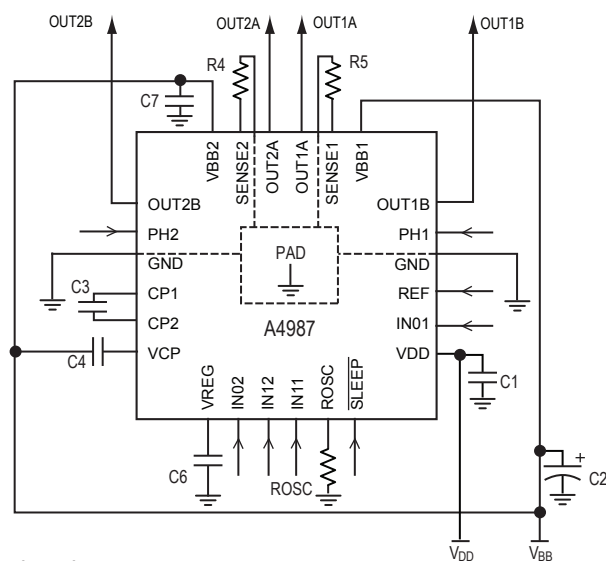 OUT2B
OUT2A
OUT1A
OUT1B
R4
R5
C7
VBB2
SENSE2
OUT2A
OUT1A
SENSE1
VBB1
OUT2B
OUT1B
PH2
PH1
GND
PAD
GND
C3
CP1
REF
CP2
A4987
IN01
C4
VCP
VDD
C1
VREG
IN02
IN12
IN11
ROSC
SLEEP
C6
ROSC
+
C2
VDD
VBB